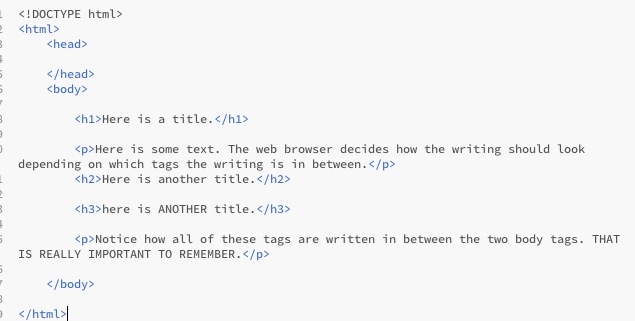 1 <!DOCTYPE html>
2 <html>
3     <head>
4
5     </head>
6     <body>
7
8         <h1>Here is a title.</h1>
9
0         <p>Here is some text. The web browser decides how the writing should look
depending on which tags the writing is in between.</p>
1         <h2>Here is another title.</h2>
2
3         <h3>here is ANOTHER title.</h3>
4
5         <p>Notice how all of these tags are written in between the two body tags. THAT
IS REALLY IMPORTANT TO REMEMBER.</p>
6
7     </body>
8
9 </html>